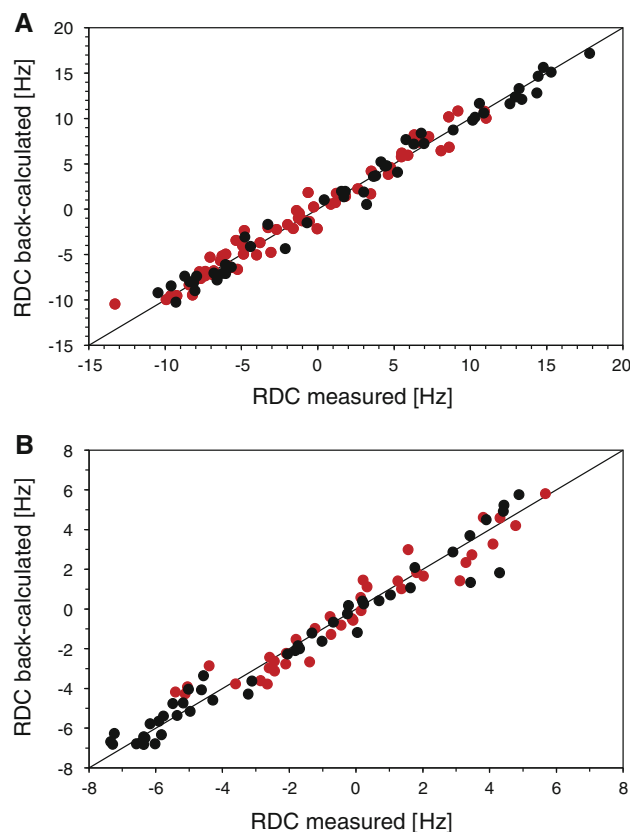 A
20
15
10
5
0
-5
-10
-15
RDC back-calculated [Hz]
-15 -10 -5 0 5 10 15 20
RDC measured [Hz]
B
8
6
4
2
0
-2
-4
-6
-8
RDC back-calculated [Hz]
-8 -6 -4 -2 0 2 4 6 8
RDC measured [Hz]